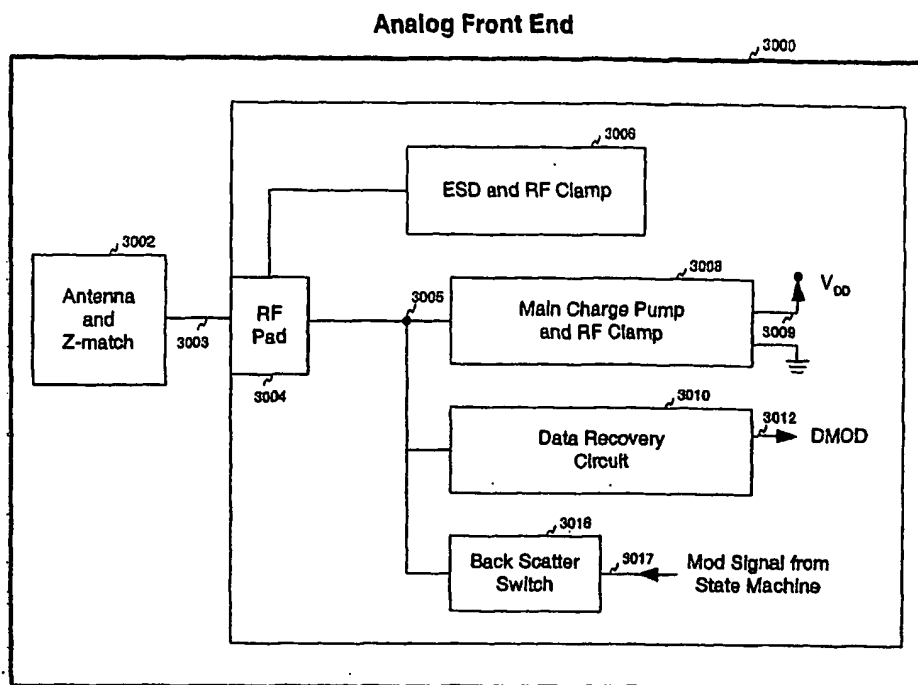 Analog Front End
3000
3006
ESD and RF Clamp
3002
Antenna
and
Z-match
3003
RF
Pad
3004
3005
3008
Main Charge Pump
and RF Clamp
VDD
3009
3010
Data Recovery
Circuit
3012
DMOD
3016
Back Scatter
Switch
3017
Mod Signal from
State Machine